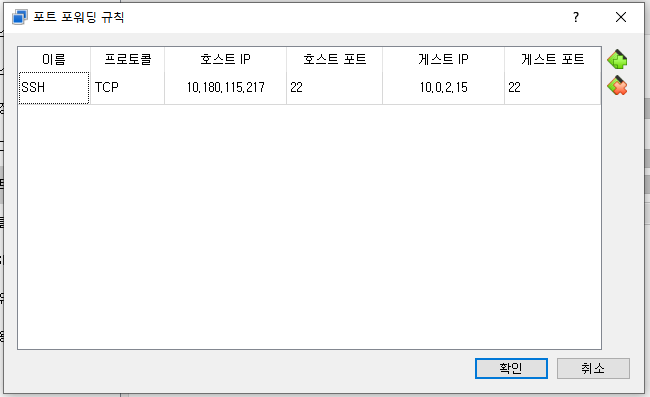 포트 포워딩 규칙
이름 프로토콜 호스트 IP 호스트 포트 게스트 IP 게스트 포트
SSH TCP 10.180.115.217 22 10.0.2.15 22
확인 취소